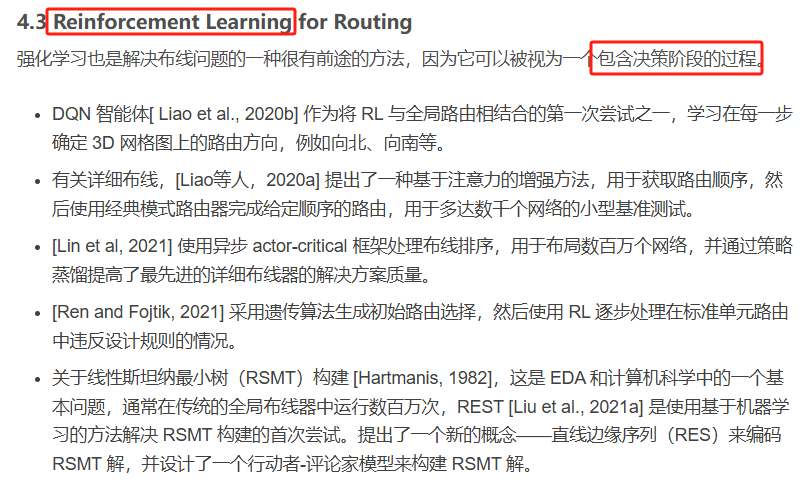 4.3 Reinforcement Learning for Routing
强化学习也是解决布线问题的一种很有前途的方法，因为它可以被视为一个包含决策阶段的过程。
DQN 智能体[ Liao et al., 2020b] 作为将 RL 与全局路由相结合的第一次尝试之一，学习在每一步
确定 3D 网格图上的路由方向，例如向北、向南等。
有关详细布线，[Liao等人，2020a] 提出了一种基于注意力的增强方法，用于获取路由顺序，然
后使用经典模式路由器完成给定顺序的路由，用于多达数千个网络的小型基准测试。
[Lin et al, 2021] 使用异步 actor-critical 框架处理布线排序，用于布局数百万个网络，并通过策略
蒸馏提高了最先进的详细布线器的解决方案质量。
[Ren and Fojtik, 2021] 采用遗传算法生成初始路由选择，然后使用 RL 逐步处理在标准单元路由
中违反设计规则的情况。
关于线性斯坦纳最小树（RSMT）构建 [Hartmanis, 1982]，这是 EDA 和计算机科学中的一个基
本问题，通常在传统的全局布线器中运行数百万次，REST [Liu et al., 2021a] 是使用基于机器学
习的方法解决 RSMT 构建的首次尝试。提出了一个新的概念——直线边缘序列（RES）来编码
RSMT 解，并设计了一个行动者-评论家模型来构建 RSMT 解。